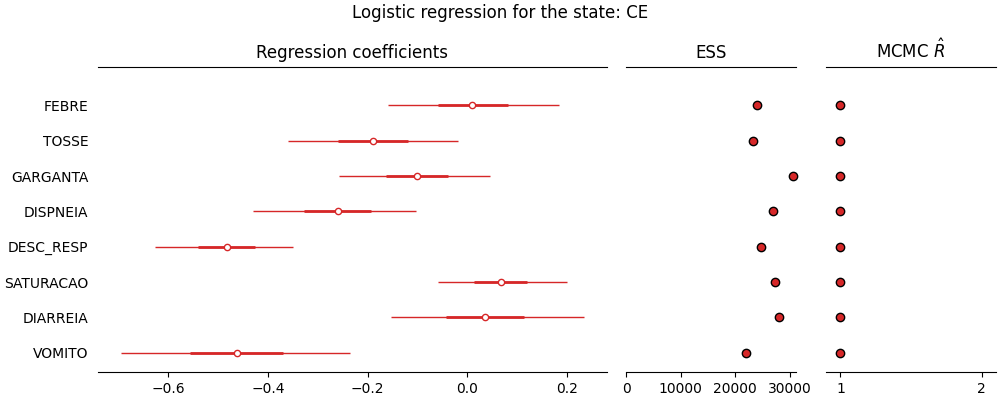 Logistic regression for the state: CE
Regression coefficients
ESS
MCMC $\hat{R}$
FEBRE
TOSSE
GARGANTA
DISPNEIA
DESC_RESP
SATURACAO
DIARREIA
VOMITO
−0.6 −0.4 −0.2 0.0 0.2
0 10000 20000 30000
1 2